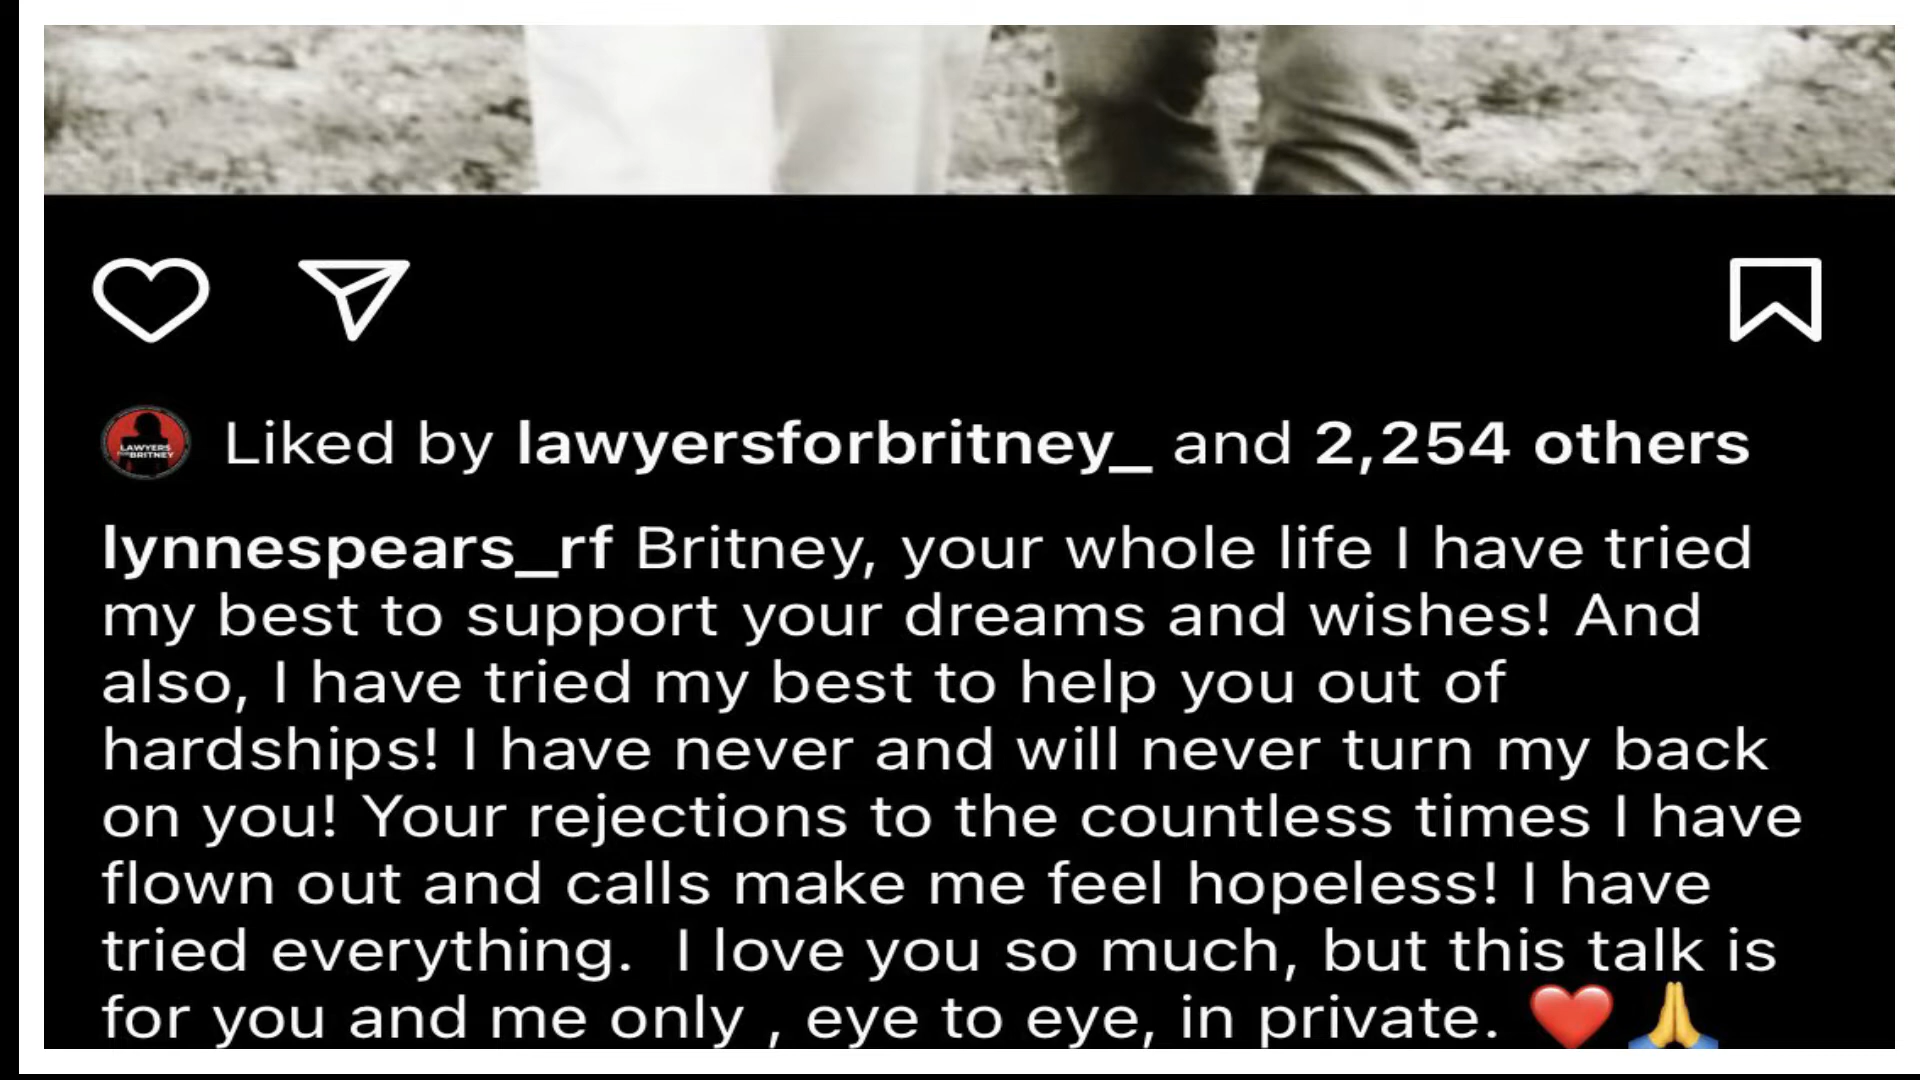 LAWYERS
FOR BRITNEY
Liked by lawyersforbritney_ and 2,254 others
lynnespears_rf Britney, your whole life I have tried
my best to support your dreams and wishes! And
also, I have tried my best to help you out of
hardships! I have never and will never turn my back
on you! Your rejections to the countless times I have
flown out and calls make me feel hopeless! I have
tried everything.  I love you so much, but this talk is
for you and me only , eye to eye, in private. ❤️🙏